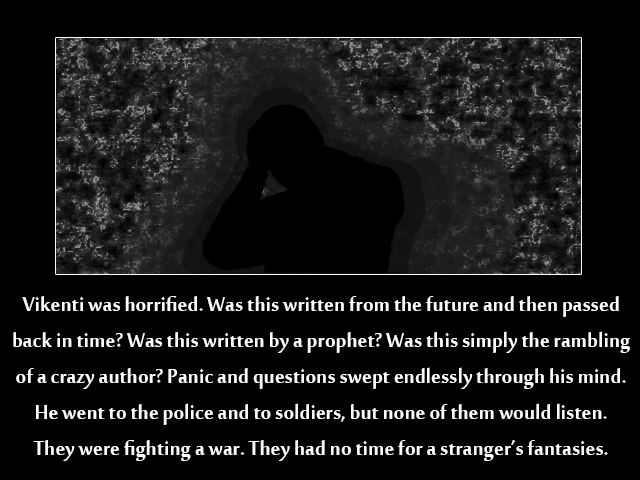 Vikenti was horrified. Was this written from the future and then passed
back in time? Was this written by a prophet? Was this simply the rambling
of a crazy author? Panic and questions swept endlessly through his mind.
He went to the police and to soldiers, but none of them would listen.
They were fighting a war. They had no time for a stranger’s fantasies.